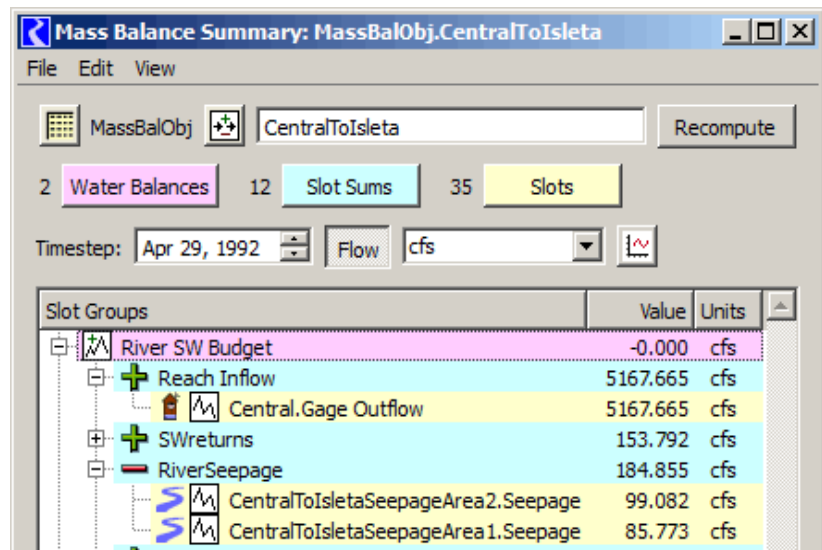 Mass Balance Summary: MassBalObj.CentralToIsleta
File Edit View
MassBalObj CentralToIsleta Recompute
2 Water Balances 12 Slot Sums 35 Slots
Timestep: Apr 29, 1992 Flow cfs
Slot Groups Value Units
River SW Budget -0.000 cfs
Reach Inflow 5167.665 cfs
Central.Gage Outflow 5167.665 cfs
SWreturns 153.792 cfs
RiverSeepage 184.855 cfs
CentralToIsletaSeepageArea2.Seepage 99.082 cfs
CentralToIsletaSeepageArea1.Seepage 85.773 cfs